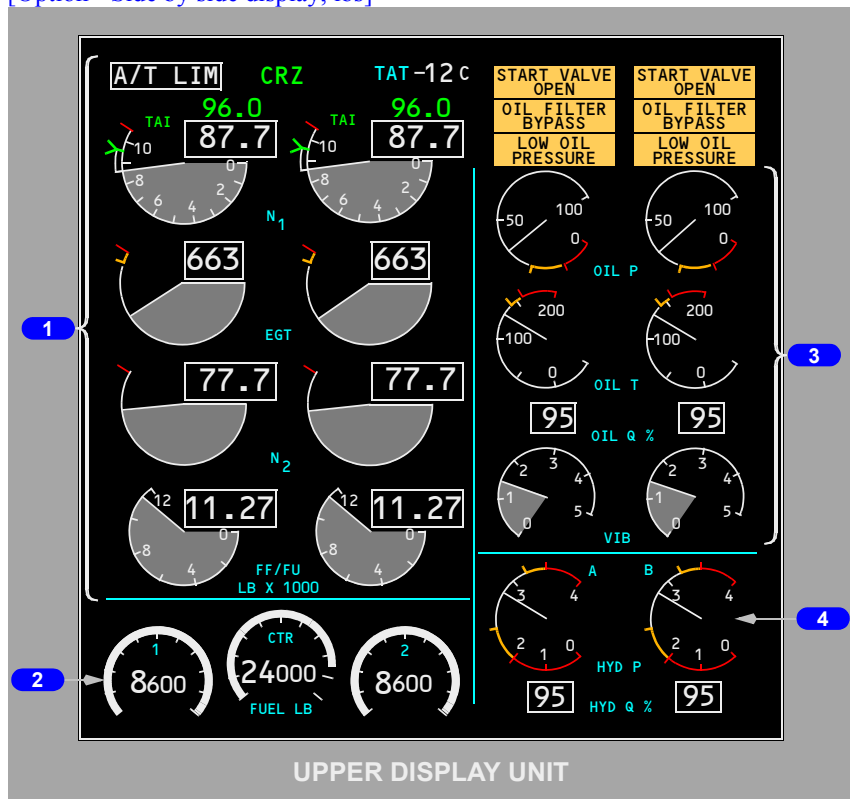 [Option - Side by side display, lbs]
A/T LIM CRZ TAT -12 C
START VALVE OPEN
START VALVE OPEN
OIL FILTER BYPASS
OIL FILTER BYPASS
LOW OIL PRESSURE
LOW OIL PRESSURE
TAI 96.0 TAI 96.0
87.7 87.7
10 8 6 4 2 0
10 8 6 4 2 0
N1
100 50 0
100 50 0
OIL P
663 663
EGT
200 100 0
200 100 0
OIL T
77.7 77.7
N2
95 95
OIL Q %
5 4 3 2 1 0
5 4 3 2 1 0
VIB
11.27 11.27
12 8 4 0
12 8 4 0
FF/FU
LB X 1000
1 CTR 2
8600 24000 8600
FUEL LB
A B
4 3 2 1 0
4 3 2 1 0
HYD P
95 95
HYD Q %
1
2
3
4
UPPER DISPLAY UNIT